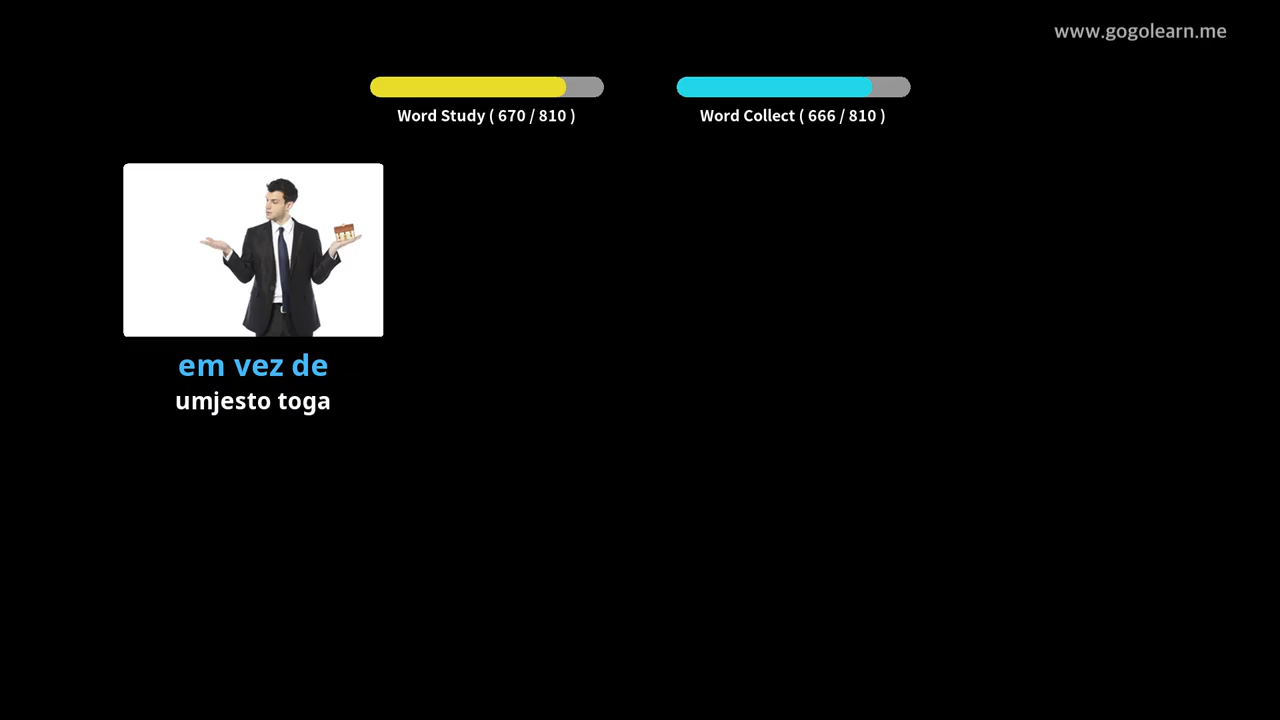 www.gogolearn.me
Word Study ( 670 / 810 )
Word Collect ( 666 / 810 )
em vez de
umjesto toga